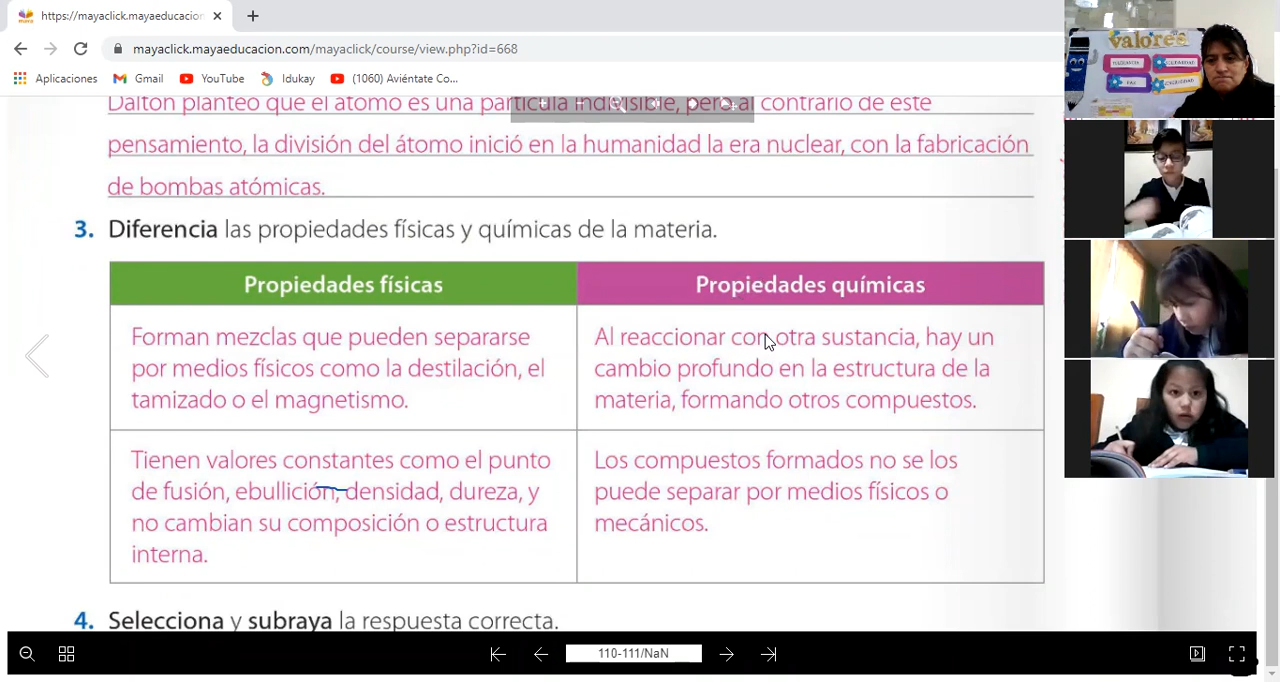 https://mayaclick.mayaeducacion
mayaclick.mayaeducacion.com/mayaclick/course/view.php?id=668
Aplicaciones Gmail YouTube Idukay (1060) Aviéntate Co...
valores
Dalton planteó que el átomo es una partícula indivisible, pero al contrario de este
pensamiento, la división del átomo inició en la humanidad la era nuclear, con la fabricación
de bombas atómicas.
3. Diferencia las propiedades físicas y químicas de la materia.
Propiedades físicas
Propiedades químicas
Forman mezclas que pueden separarse
por medios físicos como la destilación, el
tamizado o el magnetismo.
Al reaccionar con otra sustancia, hay un
cambio profundo en la estructura de la
materia, formando otros compuestos.
Tienen valores constantes como el punto
de fusión, ebullición, densidad, dureza, y
no cambian su composición o estructura
interna.
Los compuestos formados no se los
puede separar por medios físicos o
mecánicos.
4. Selecciona y subraya la respuesta correcta.
110-111/NaN